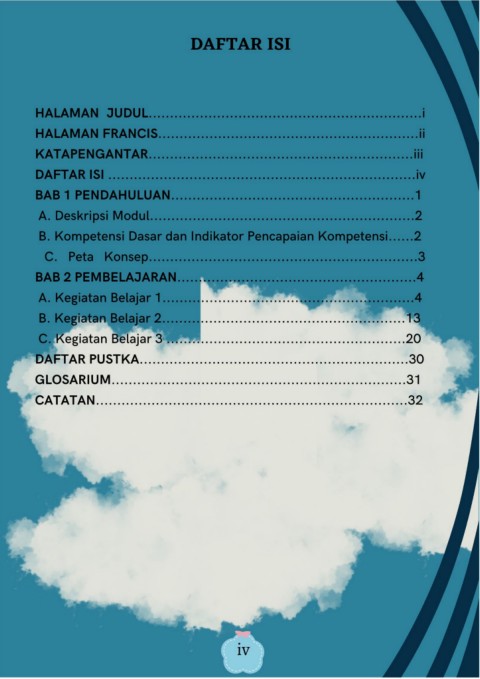 DAFTAR ISI
HALAMAN JUDUL.....................................................................i
HALAMAN FRANCIS..................................................................ii
KATAPENGANTAR...................................................................iii
DAFTAR ISI ............................................................................iv
BAB 1 PENDAHULUAN.............................................................1
A. Deskripsi Modul..................................................................2
B. Kompetensi Dasar dan Indikator Pencapaian Kompetensi......2
C. Peta Konsep.....................................................................3
BAB 2 PEMBELAJARAN............................................................4
A. Kegiatan Belajar 1...............................................................4
B. Kegiatan Belajar 2.............................................................13
C. Kegiatan Belajar 3 ............................................................20
DAFTAR PUSTKA....................................................................30
GLOSARIUM...........................................................................31
CATATAN...............................................................................32
iv